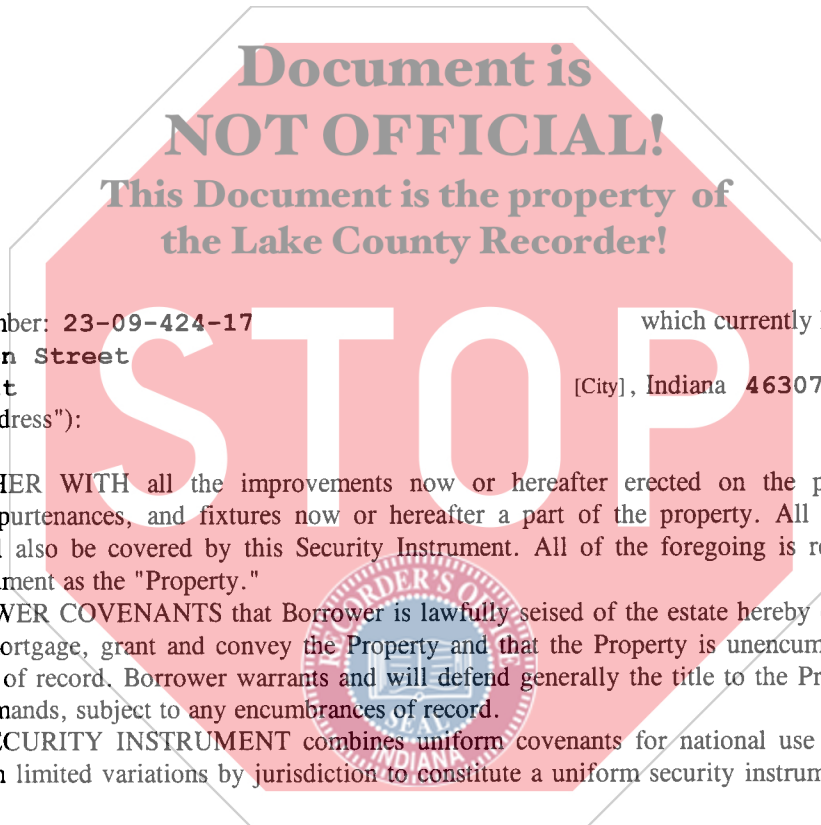 Document is
NOT OFFICIAL!
This Document is the property of
the Lake County Recorder!
STOP
nber: 23-09-424-17 which currently
n Street
t [City], Indiana 46307
dress"):
HER WITH all the improvements now or hereafter erected on the p
purtenances, and fixtures now or hereafter a part of the property. All
l also be covered by this Security Instrument. All of the foregoing is re
ment as the "Property."
WER COVENANTS that Borrower is lawfully seised of the estate hereby
ortgage, grant and convey the Property and that the Property is unencum
of record. Borrower warrants and will defend generally the title to the Pr
nands, subject to any encumbrances of record.
ECURITY INSTRUMENT combines uniform covenants for national use
n limited variations by jurisdiction to constitute a uniform security instrum
RECORDER'S OFFICE
SEAL
INDIANA